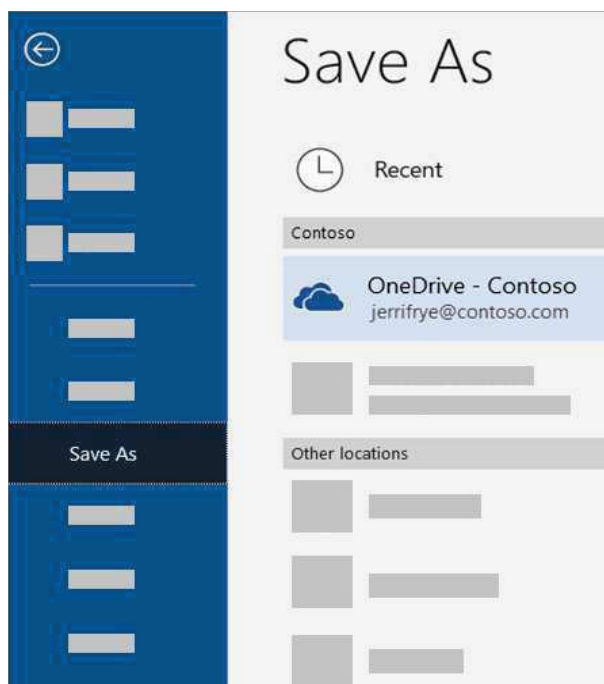 Save As
Recent
Contoso
OneDrive - Contoso
jerrifrye@contoso.com
Save As
Other locations